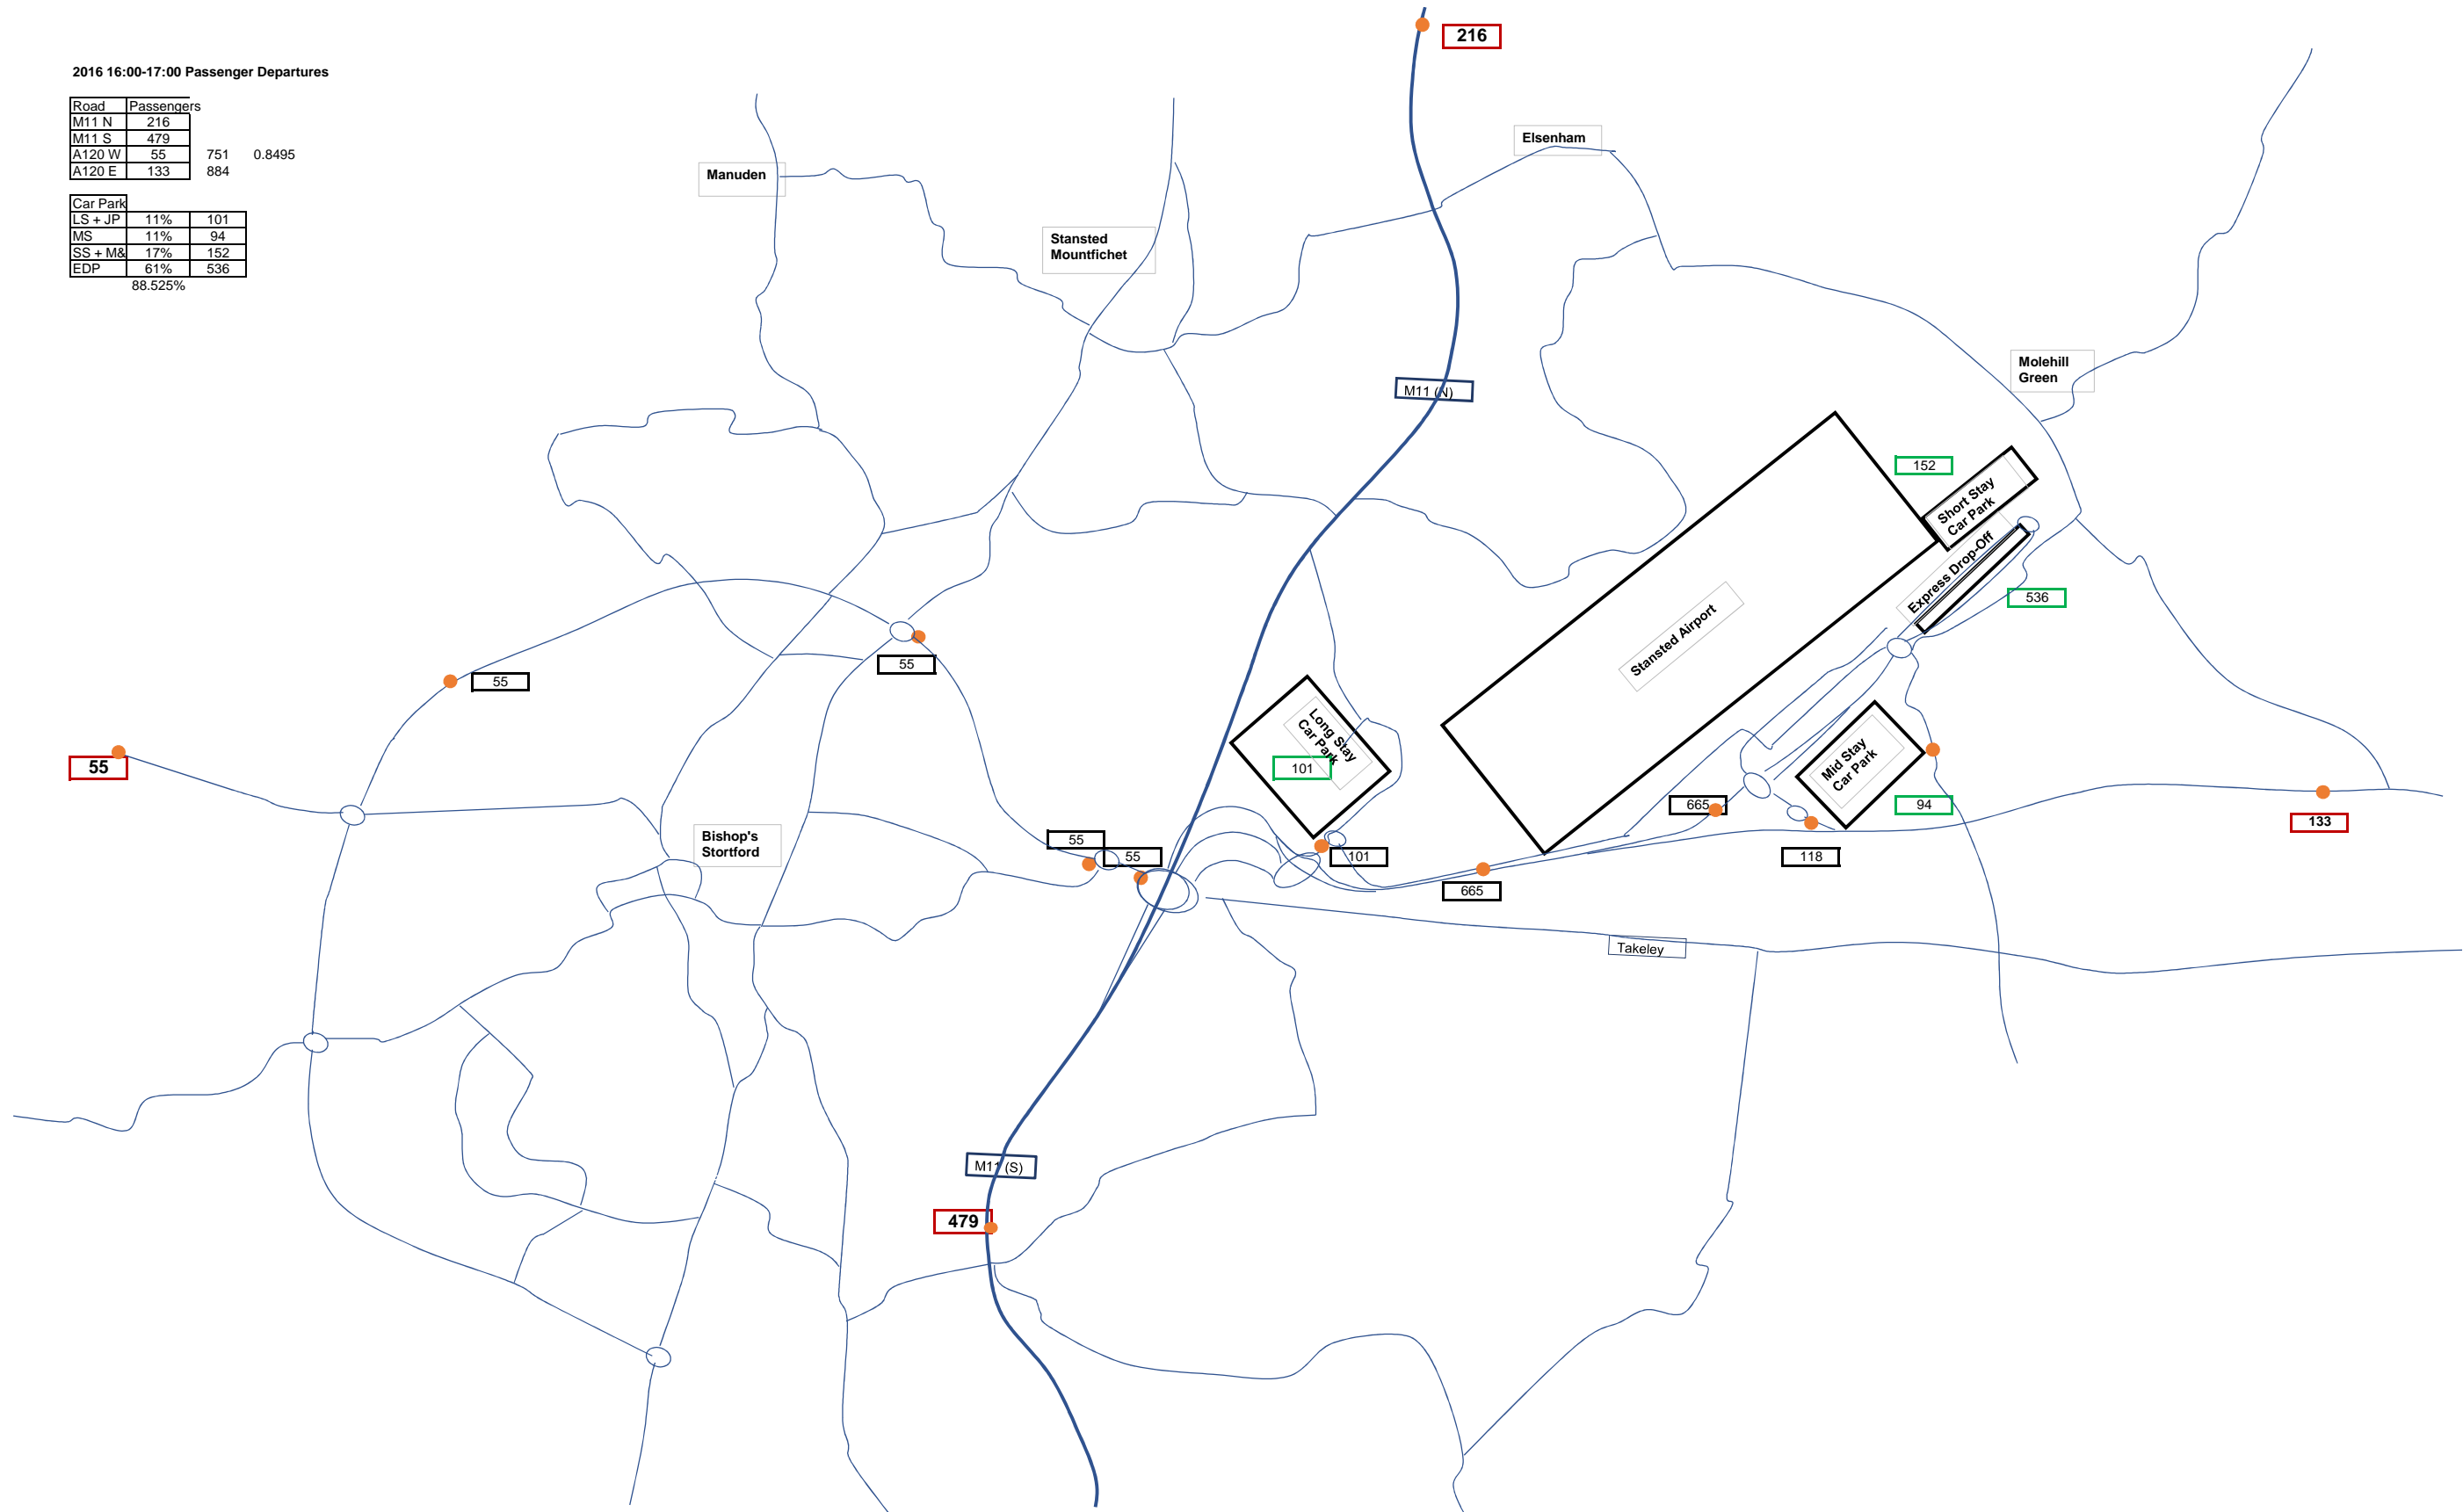 216
2016 16:00-17:00 Passenger Departures
Road Passengers
M11 N 216
M11 S 479
A120 W 55 751 0.8495
A120 E 133 884
Car Park
LS + JP 11% 101
MS 11% 94
SS + M& 17% 152
EDP 61% 536
88.525%
Elsenham
Manuden
Stansted
Mountfichet
Molehill
Green
M11 (N)
152
Short Stay
Car Park
Express Drop-Off
536
Stansted Airport
55
55
55
Long Stay
Car Park
101
Mid Stay
Car Park
665
94
133
Bishop's
Stortford
55
55
101
118
665
Takeley
M11 (S)
479